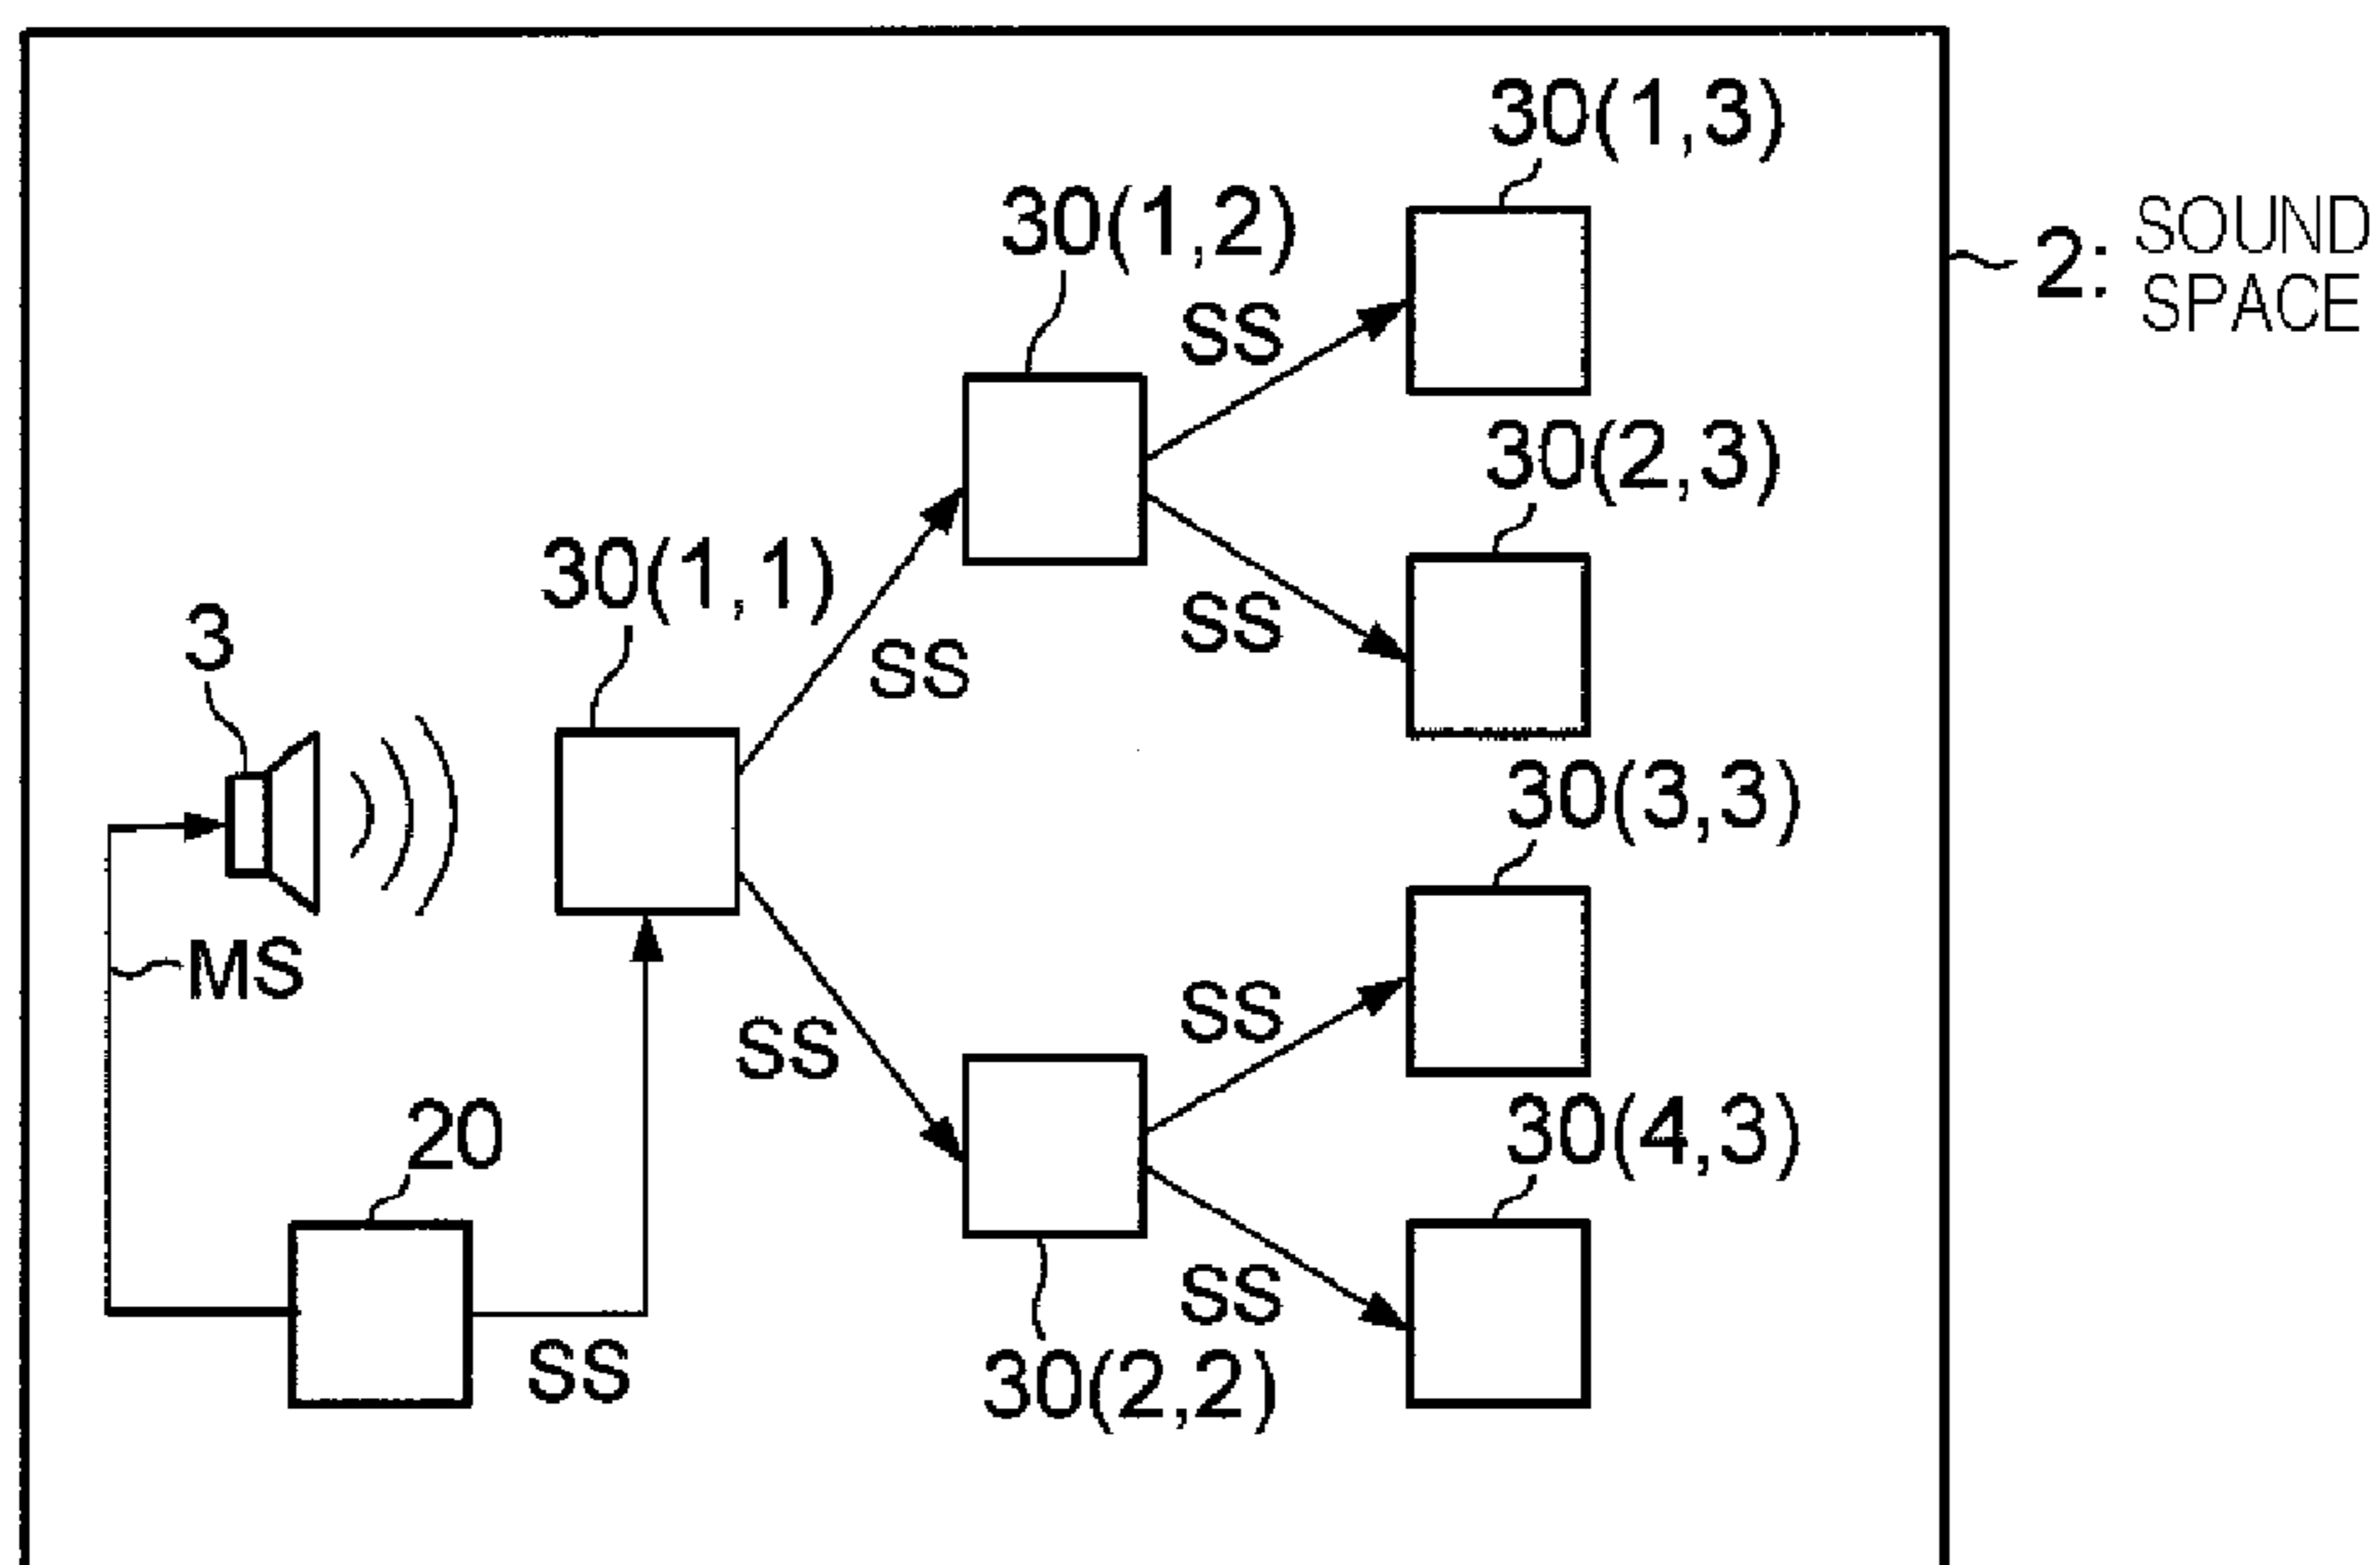 30(1,3)
30(1,2)
2: SOUND
SPACE
SS
30(2,3)
30(1,1)
SS
3
SS
30(3,3)
MS
SS
SS
20
30(4,3)
SS
SS
30(2,2)